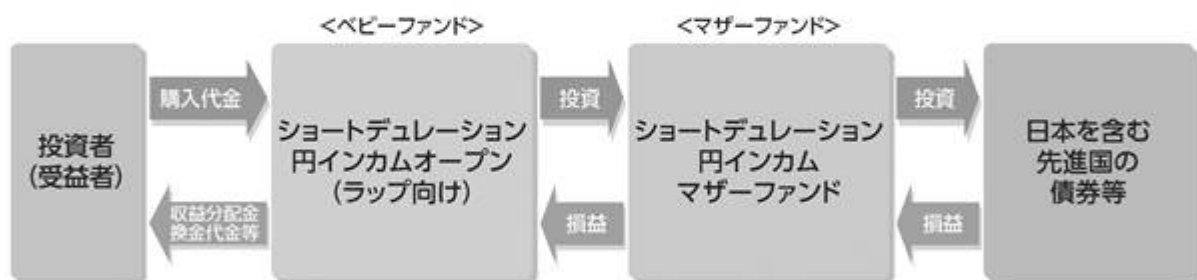 <ベビーファンド>
<マザーファンド>
投資者
(受益者)
購入代金
収益分配金
換金代金等
ショートデュレーション
円インカムオープン
(ラップ向け)
投資
損益
ショートデュレーション
円インカム
マザーファンド
投資
損益
日本を含む
先進国の
債券等